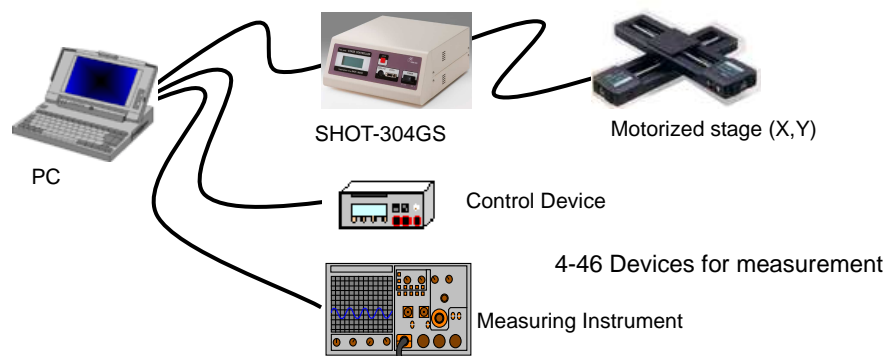 SHOT-304GS
Motorized stage (X,Y)
PC
Control Device
4-46 Devices for measurement
Measuring Instrument